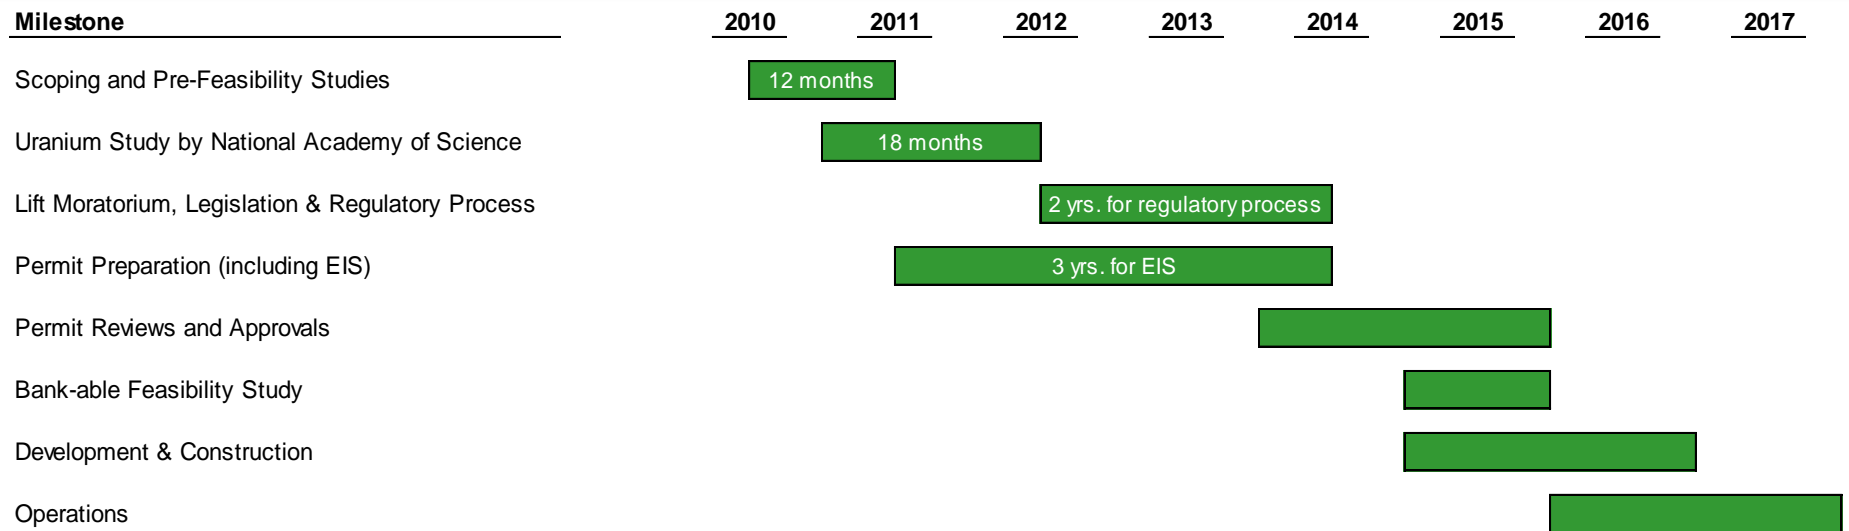 Milestone 2010 2011 2012 2013 2014 2015 2016 2017
Scoping and Pre-Feasibility Studies 12 months
Uranium Study by National Academy of Science 18 months
Lift Moratorium, Legislation & Regulatory Process 2 yrs. for regulatory process
Permit Preparation (including EIS) 3 yrs. for EIS
Permit Reviews and Approvals
Bank-able Feasibility Study
Development & Construction
Operations